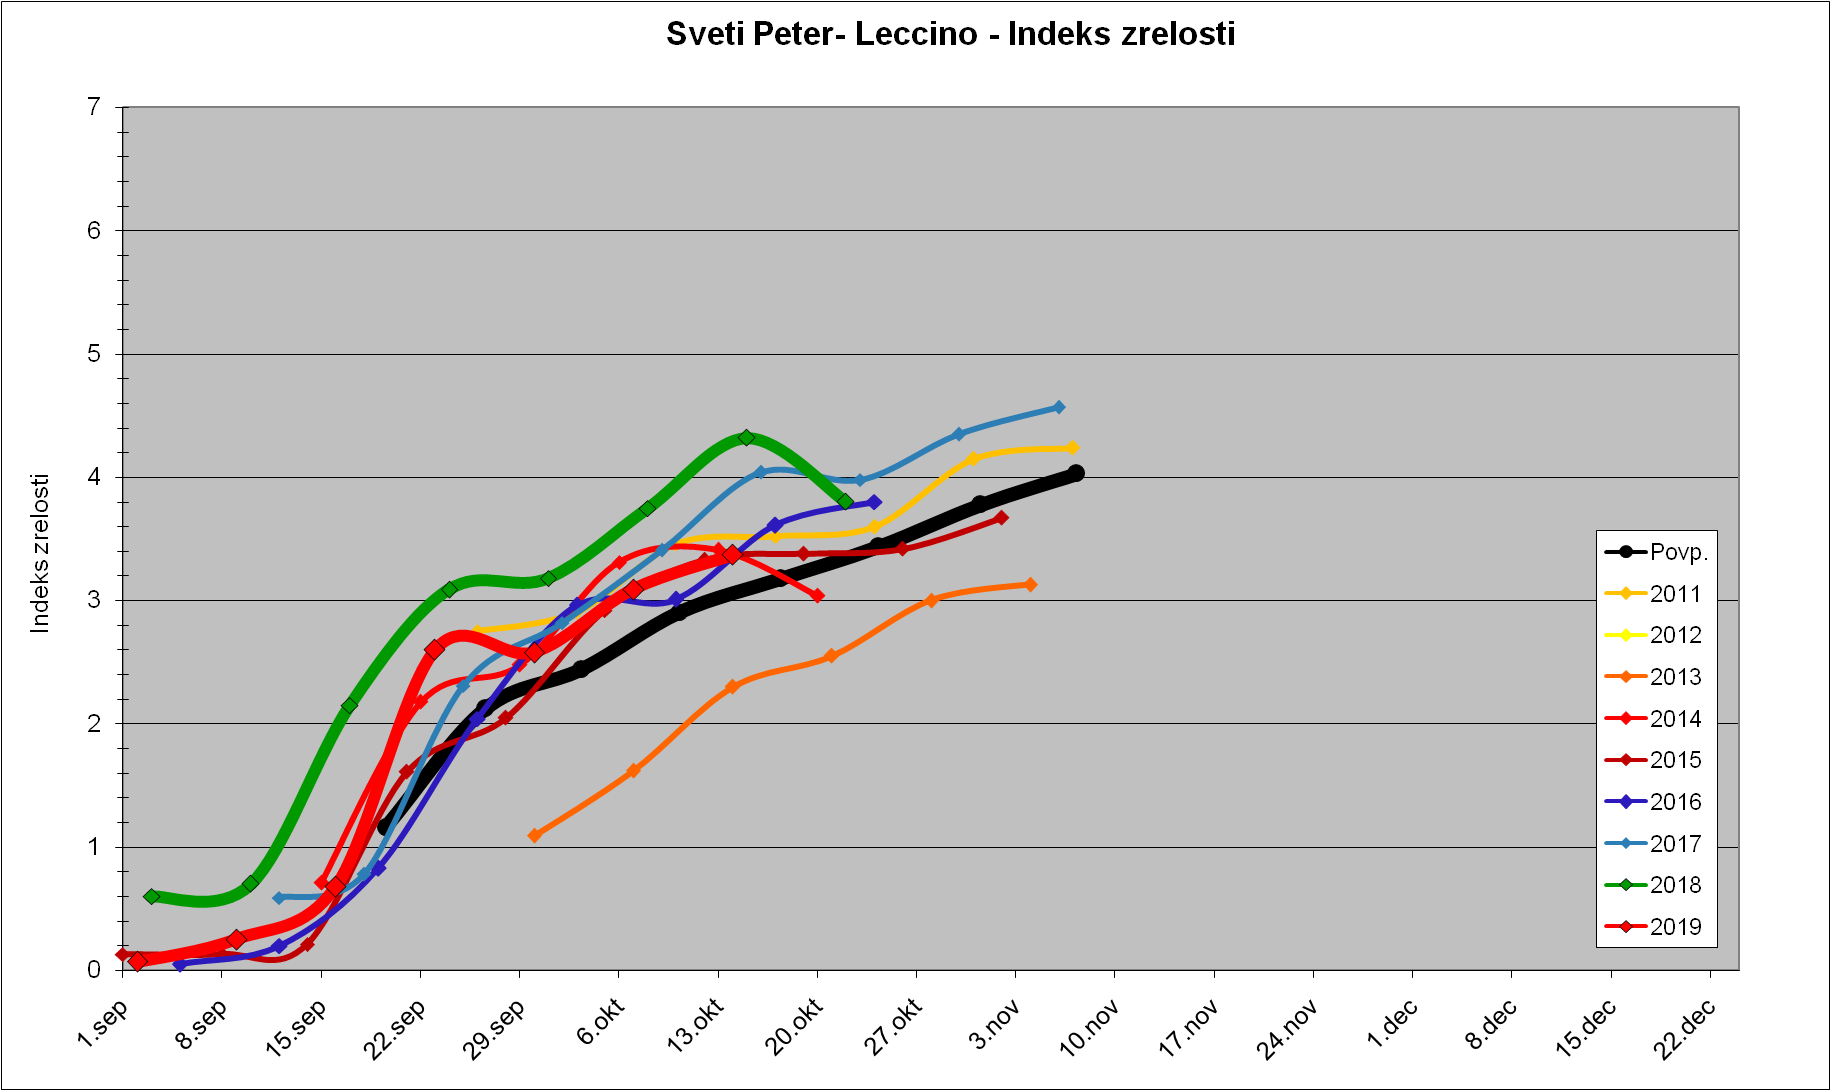 Sveti Peter- Leccino - Indeks zrelosti
Indeks zrelosti
7
6
5
4
3
2
1
0
1.sep
8.sep
15.sep
22.sep
29.sep
6.okt
13.okt
20.okt
27.okt
3.nov
10.nov
17.nov
24.nov
1.dec
8.dec
15.dec
22.dec
Povp.
2011
2012
2013
2014
2015
2016
2017
2018
2019